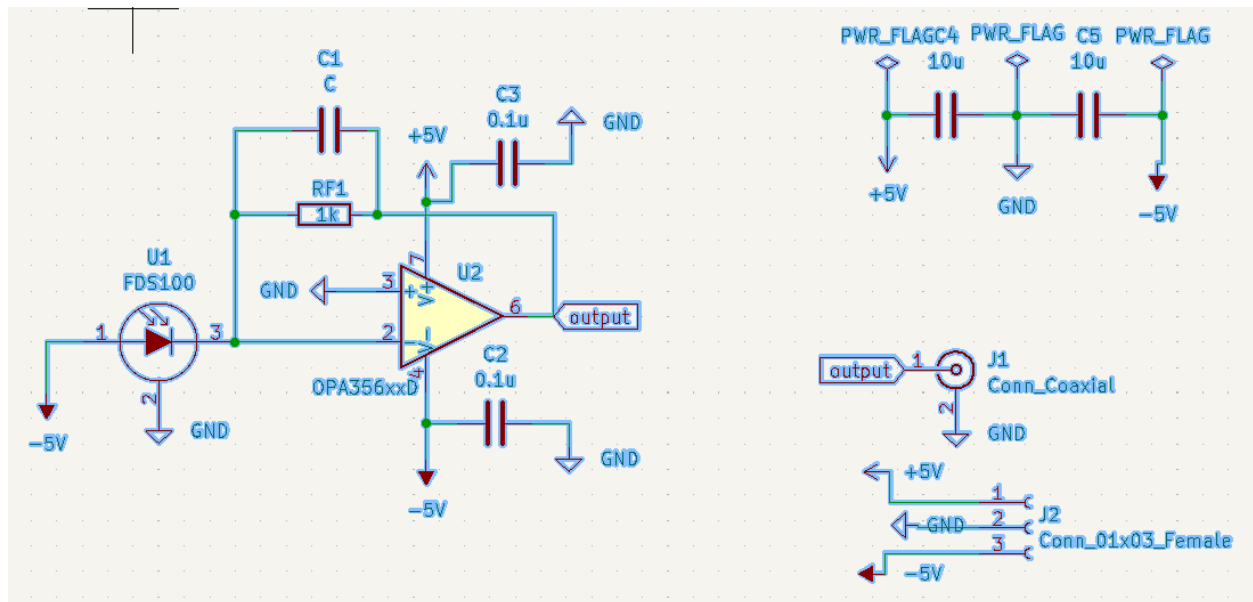 C1
C
C3
0.1u
GND
+5V
RF1
1k
U1
FDS100
1
3
2
GND
-5V
GND
3
2
7
+
V+
-
V-
4
U2
6
output
OPA356xxD
C2
0.1u
GND
-5V
PWR_FLAG
C4
10u
PWR_FLAG
C5
10u
PWR_FLAG
+5V
GND
-5V
output
1
J1
Conn_Coaxial
2
GND
+5V
1
GND
2
J2
Conn_01x03_Female
3
-5V